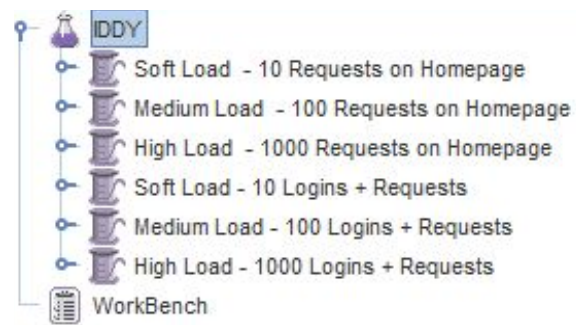 IDDY
Soft Load - 10 Requests on Homepage
Medium Load - 100 Requests on Homepage
High Load - 1000 Requests on Homepage
Soft Load - 10 Logins + Requests
Medium Load - 100 Logins + Requests
High Load - 1000 Logins + Requests
WorkBench